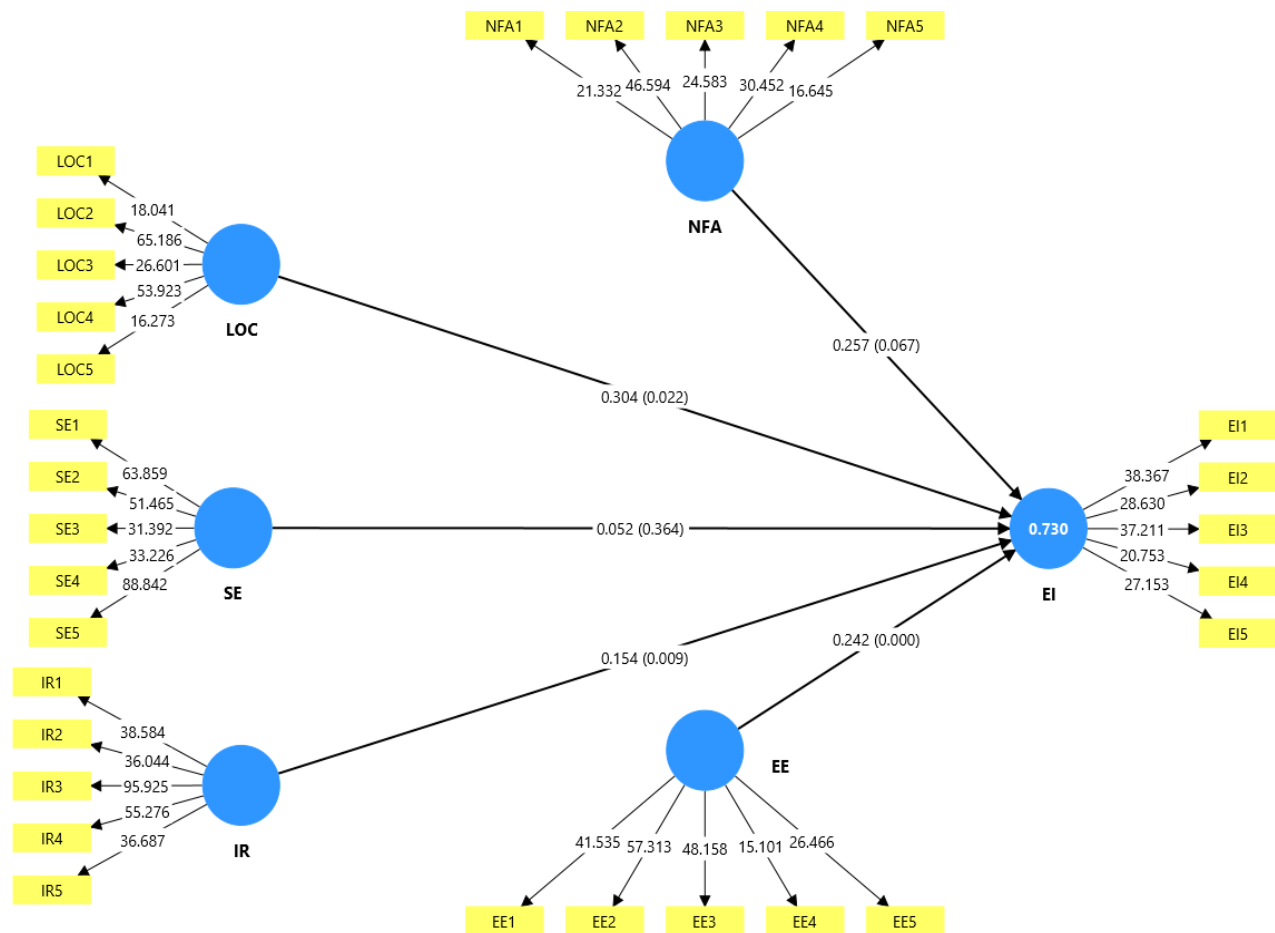 NFA1 NFA2 NFA3 NFA4 NFA5
21.332 46.594 24.583 30.452 16.645
NFA
LOC1
LOC2
LOC3
LOC4
LOC5
18.041
65.186
26.601
53.923
16.273
LOC
0.257 (0.067)
0.304 (0.022)
SE1
SE2
SE3
SE4
SE5
63.859
51.465
31.392
33.226
88.842
SE
0.052 (0.364)
0.730
EI
38.367
28.630
37.211
20.753
27.153
EI1
EI2
EI3
EI4
EI5
IR1
IR2
IR3
IR4
IR5
38.584
36.044
95.925
55.276
36.687
IR
0.154 (0.009)
0.242 (0.000)
EE
41.535 57.313 48.158 15.101 26.466
EE1 EE2 EE3 EE4 EE5